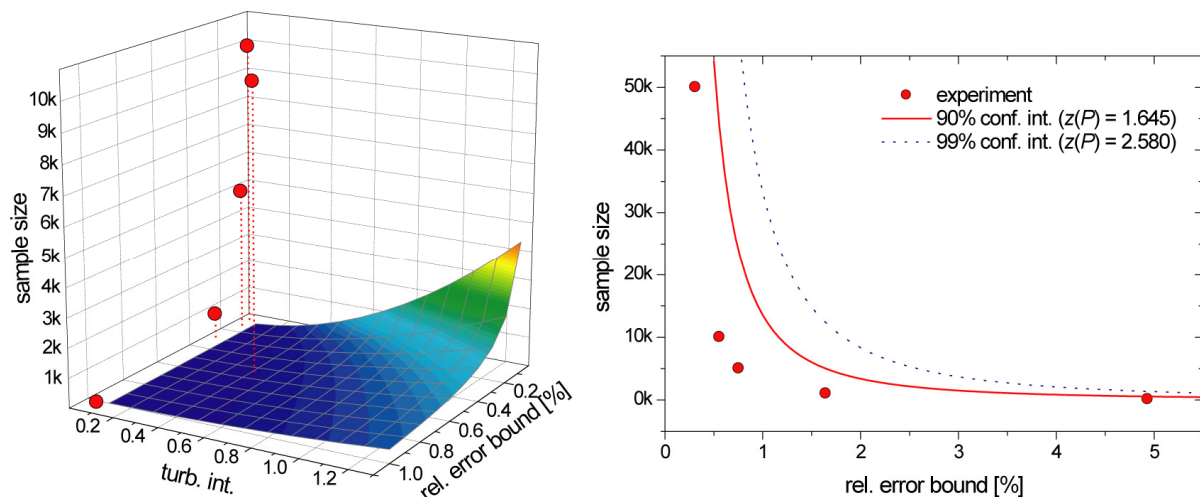 10k
9k
8k
7k
6k
5k
4k
3k
2k
1k
sample size
0.2
0.4
0.6
0.8
1.0
1.2
turb. int.
0.2
0.4
0.6
0.8
1.0
rel. error bound [%]
50k
40k
30k
20k
10k
0k
sample size
experiment
90% conf. int. (z(P) = 1.645)
99% conf. int. (z(P) = 2.580)
0 1 2 3 4 5
rel. error bound [%]